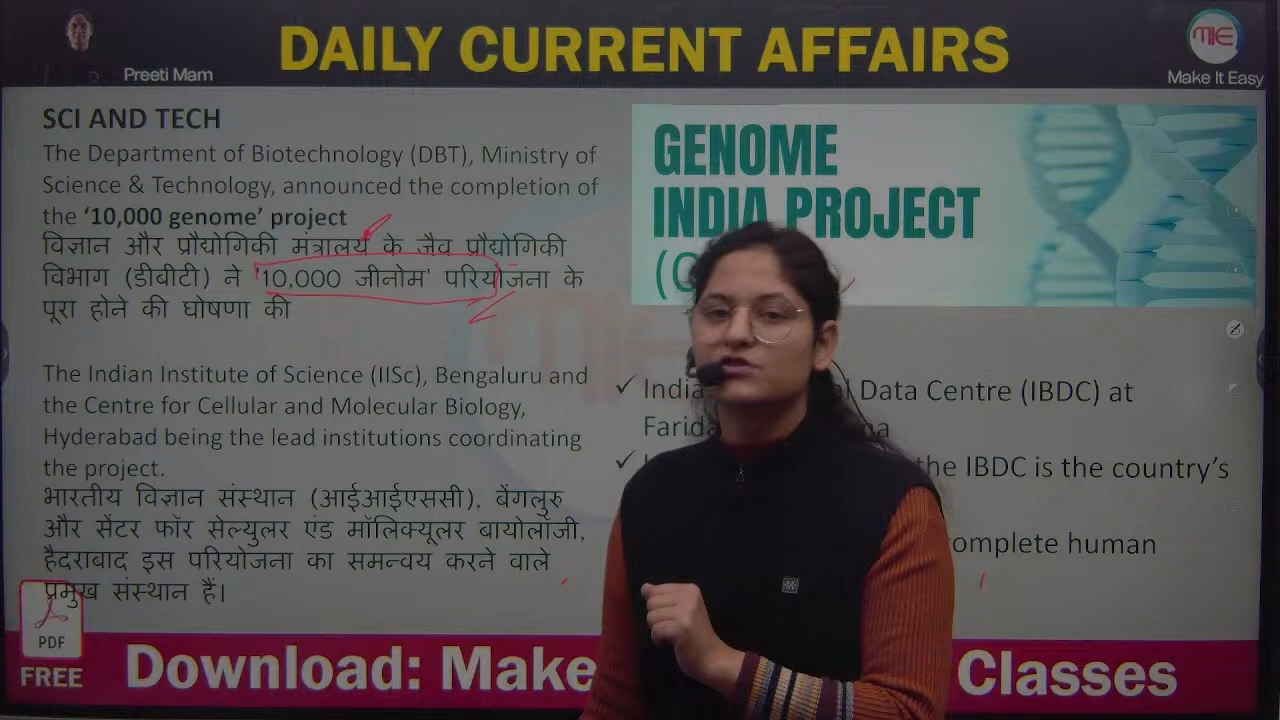 DAILY CURRENT AFFAIRS
Preeti Mam
MIE
Make It Easy
SCI AND TECH
The Department of Biotechnology (DBT), Ministry of
Science & Technology, announced the completion of
the ‘10,000 genome’ project
विज्ञान और प्रौद्योगिकी मंत्रालय के जैव प्रौद्योगिकी
विभाग (डीबीटी) ने '10,000 जीनोम' परियोजना के
पूरा होने की घोषणा की
The Indian Institute of Science (IISc), Bengaluru and
the Centre for Cellular and Molecular Biology,
Hyderabad being the lead institutions coordinating
the project.
भारतीय विज्ञान संस्थान (आईआईएससी), बेंगलुरु
और सेंटर फॉर सेल्युलर एंड मॉलिक्यूलर बायोलॉजी,
हैदराबाद इस परियोजना का समन्वय करने वाले
प्रमुख संस्थान हैं।
GENOME
INDIA PROJECT
✓ India Data Centre (IBDC) at
✓ the IBDC is the country’s
human
PDF
FREE
Download: Make Classes